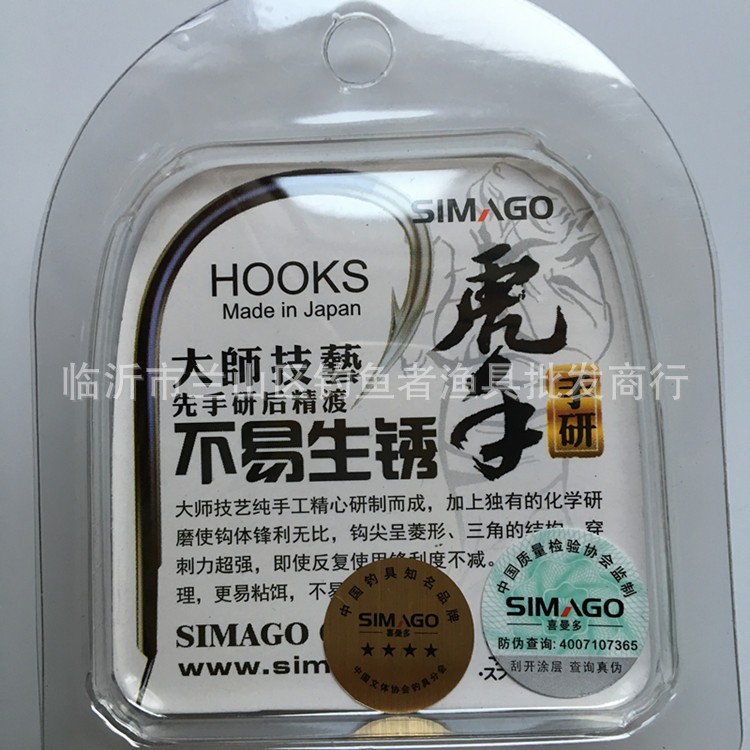 SIMAGO
HOOKS
Made in Japan
虎牵
手研
大師技藝
先手研后精渡
不易生锈
临沂市兰山区钓鱼者渔具批发商行
大师技艺纯手工精心研制而成，加上独有的化学研
磨使钩体锋利无比，钩尖呈菱形、三角的结构，穿
刺力超强，即使反复使用锋利度不减。
理，更易粘饵，不易
SIMAGO
www.sim
中国钓具知名品牌
SIMAGO
喜曼多
★★★★
中国文体协会钓具分会
中国质量检验协会监制
SIMAGO
喜曼多
防伪查询: 4007107365
刮开涂层 查询真伪